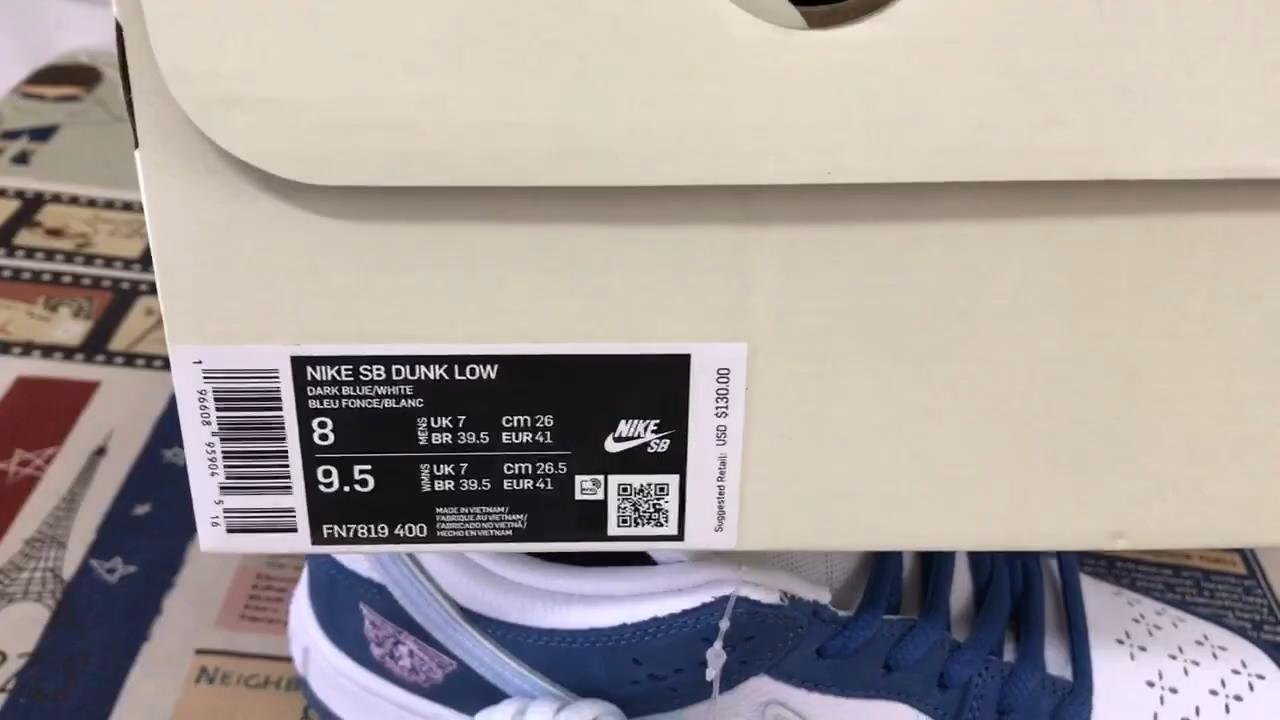 NIKE SB DUNK LOW
DARK BLUE/WHITE
BLEU FONCE/BLANC
8 MENS UK 7 cm 26
BR 39.5 EUR 41
9.5 WMNS UK 7 cm 26.5
BR 39.5 EUR 41
FN7819 400
MADE IN VIETNAM/
FABRIQUE AU VIETNAM/
FABRICADO NO VIETNÃ/
HECHO EN VIETNAM
NIKE
SB
Suggested Retail: USD $130.00
1 96608 95904 5 16
NEIGHB